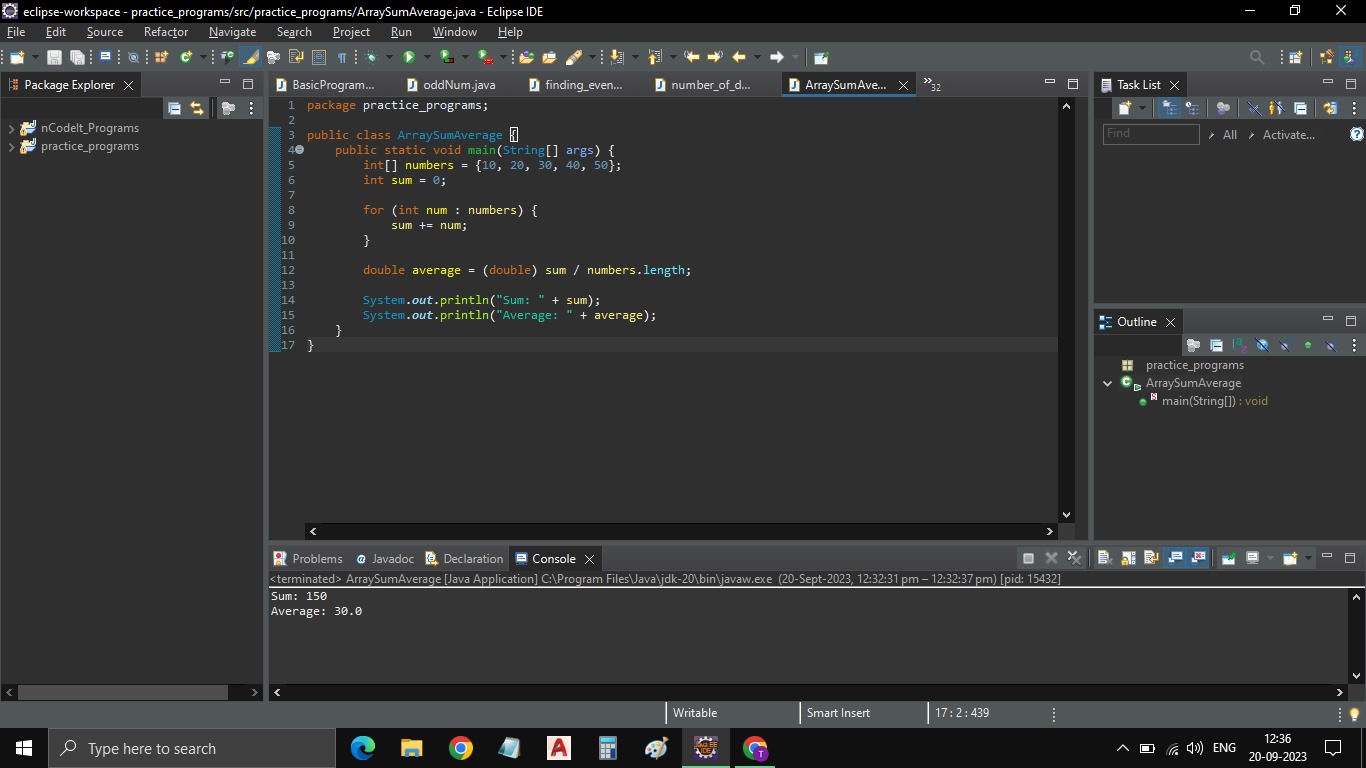 eclipse-workspace - practice_programs/src/practice_programs/ArraySumAverage.java - Eclipse IDE
File Edit Source Refactor Navigate Search Project Run Window Help
Package Explorer
nCodeIt_Programs
practice_programs
BasicProgram... oddNum.java finding_even... number_of_d... ArraySumAve... »32
1 package practice_programs;
2
3 public class ArraySumAverage {
4 public static void main(String[] args) {
5 int[] numbers = {10, 20, 30, 40, 50};
6 int sum = 0;
7
8 for (int num : numbers) {
9 sum += num;
10 }
11
12 double average = (double) sum / numbers.length;
13
14 System.out.println("Sum: " + sum);
15 System.out.println("Average: " + average);
16 }
17 }
Task List
Find All Activate...
Outline
practice_programs
ArraySumAverage
main(String[]) : void
Problems Javadoc Declaration Console
<terminated> ArraySumAverage [Java Application] C:\Program Files\Java\jdk-20\bin\javaw.exe (20-Sept-2023, 12:32:31 pm – 12:32:37 pm) [pid: 15432]
Sum: 150
Average: 30.0
Writable Smart Insert 17 : 2 : 439
Type here to search
ENG
12:36
20-09-2023